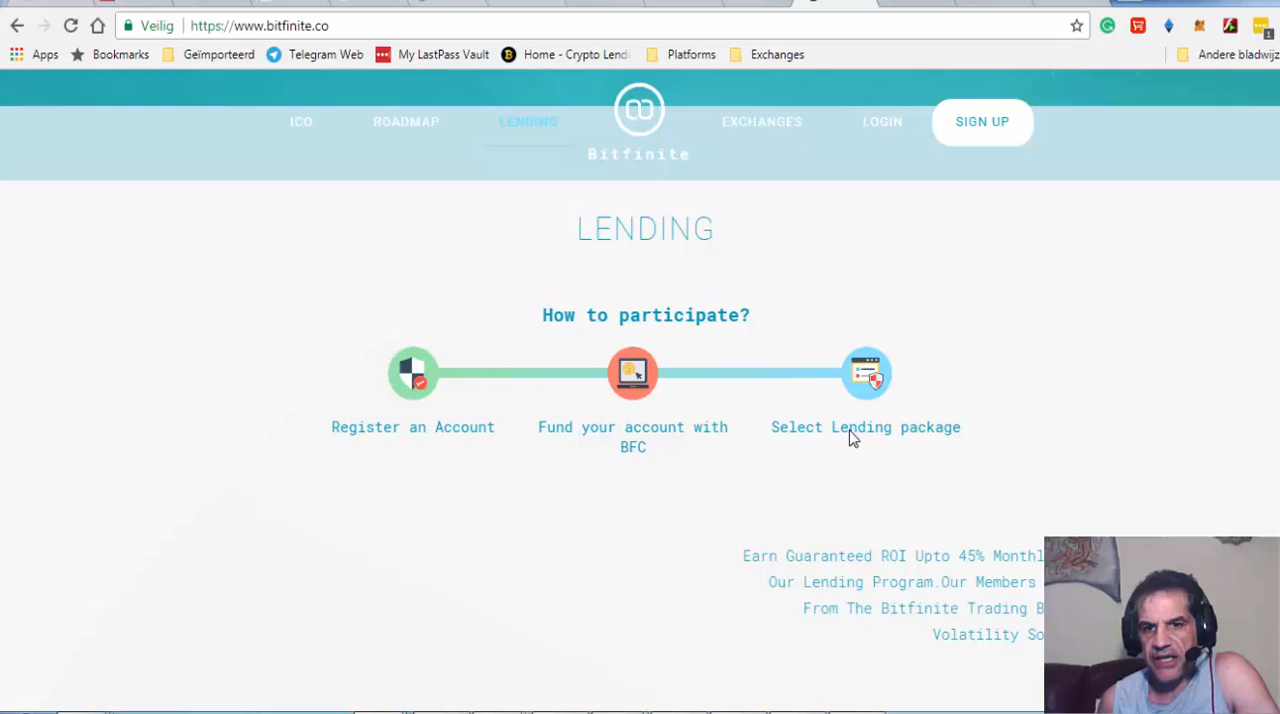 Veilig https://www.bitfinite.co
Apps Bookmarks Geïmporteerd Telegram Web My LastPass Vault Home - Crypto Lendi Platforms Exchanges Andere bladwijz
1
ICO ROADMAP LENDING EXCHANGES LOGIN SIGN UP
Bitfinite
LENDING
How to participate?
Register an Account Fund your account with Select Lending package
BFC
Earn Guaranteed ROI Upto 45% Monthl
Our Lending Program.Our Members
From The Bitfinite Trading B
Volatility So